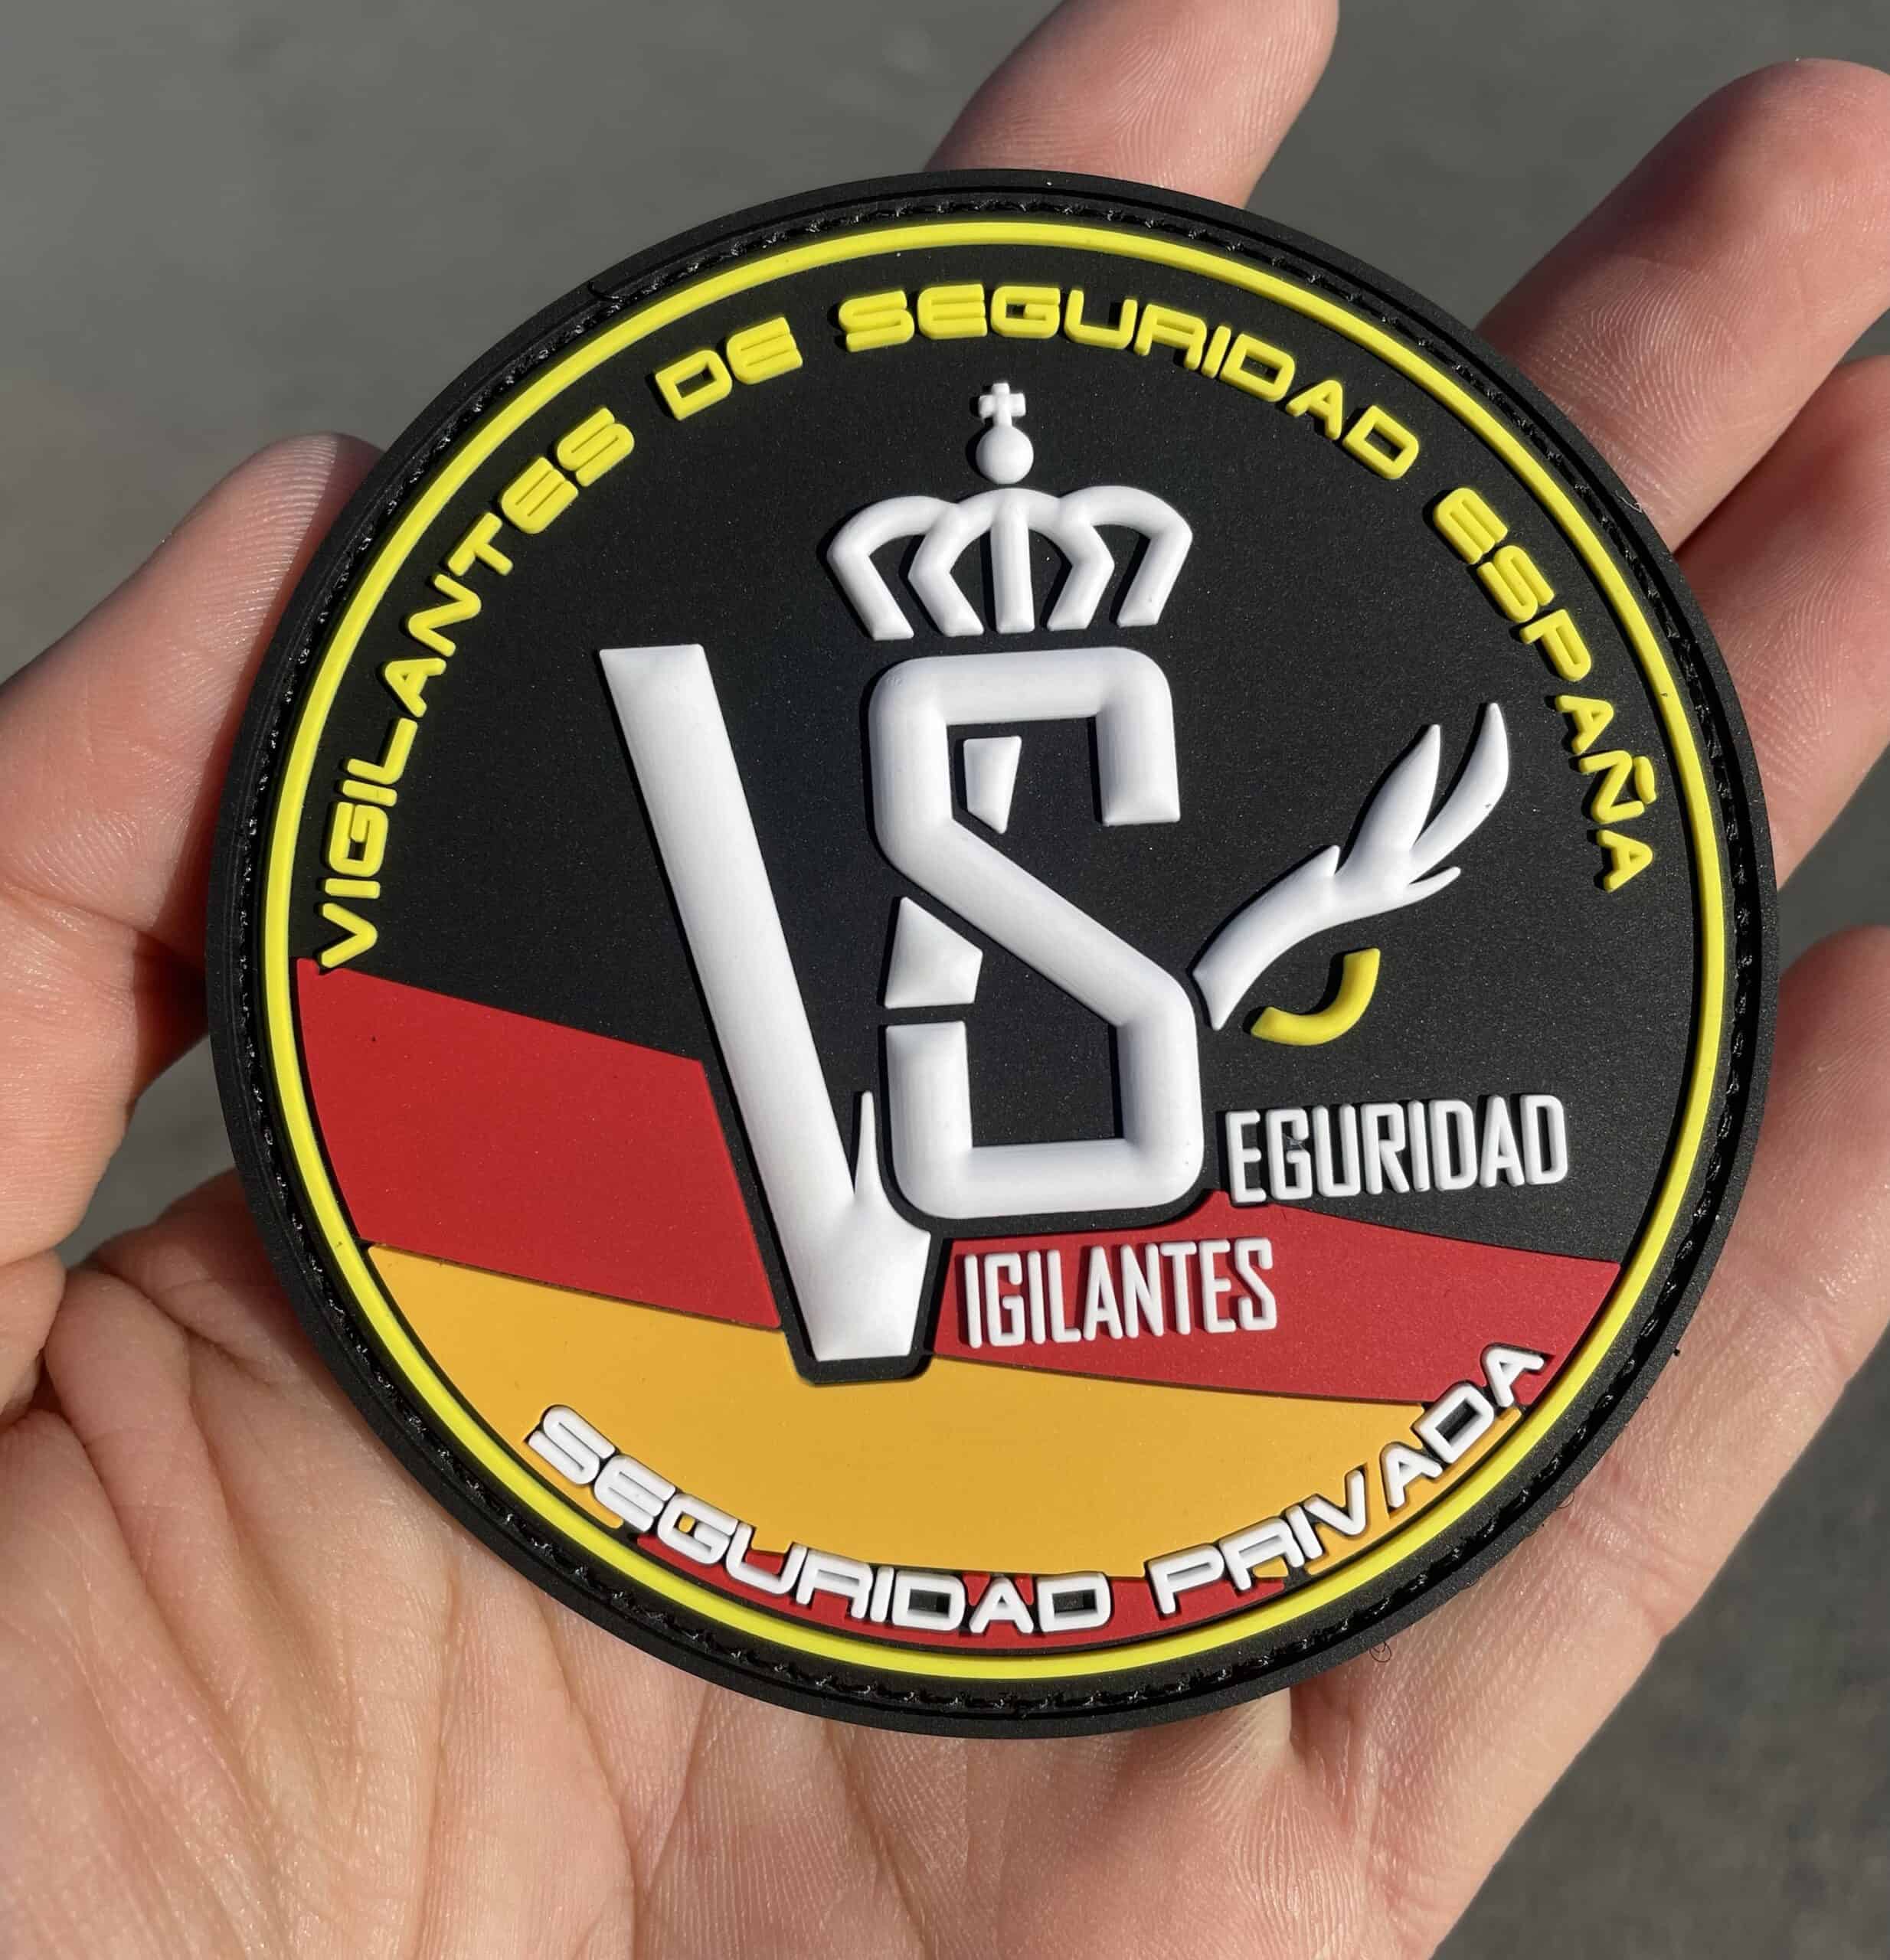 VIGILANTES DE SEGURIDAD ESPAÑA
VS
EGURIDAD
IGILANTES
SEGURIDAD PRIVADA